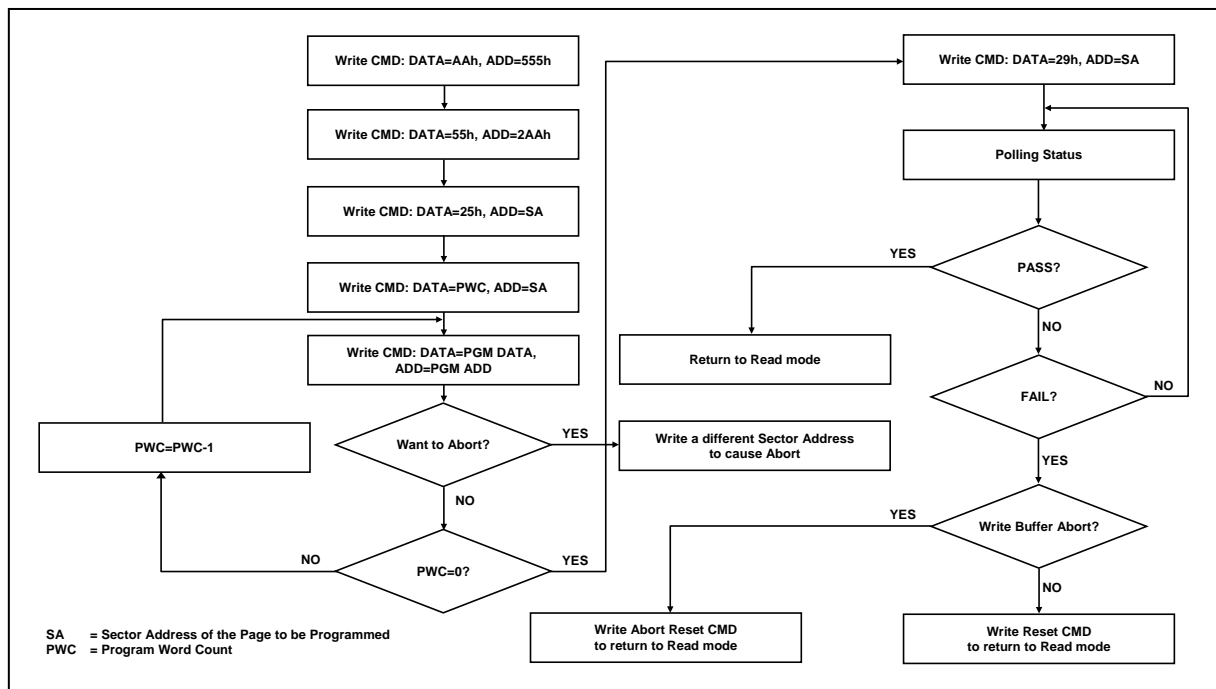 Write CMD: DATA=AAh, ADD=555h
Write CMD: DATA=55h, ADD=2AAh
Write CMD: DATA=25h, ADD=SA
Write CMD: DATA=PWC, ADD=SA
Write CMD: DATA=PGM DATA,
ADD=PGM ADD
Want to Abort?
YES
Write a different Sector Address
to cause Abort
NO
PWC=0?
NO
PWC=PWC-1
YES
Write CMD: DATA=29h, ADD=SA
Polling Status
PASS?
YES
Return to Read mode
NO
FAIL?
NO
YES
Write Buffer Abort?
YES
Write Abort Reset CMD
to return to Read mode
NO
Write Reset CMD
to return to Read mode
SA = Sector Address of the Page to be Programmed
PWC = Program Word Count